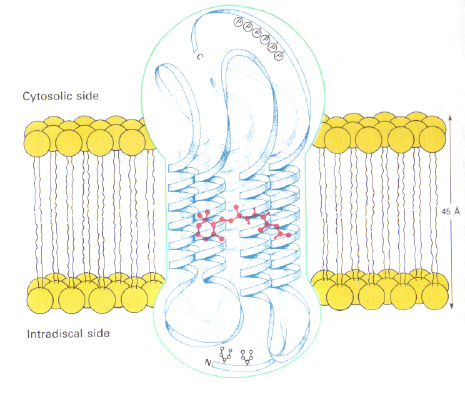 P P P P P P P
C
Cytosolic side
45 Å
Intradiscal side
N